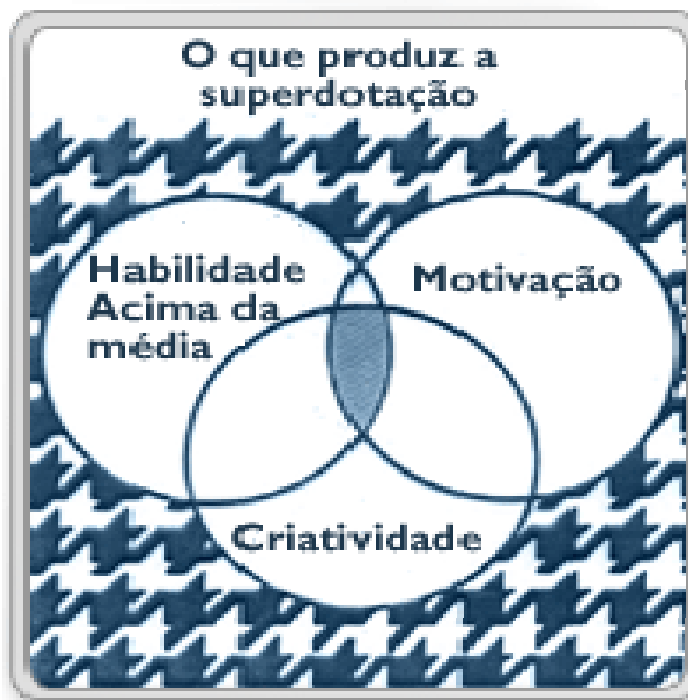 O que produz a
superdotação
Habilidade
Acima da
média
Motivação
Criatividade